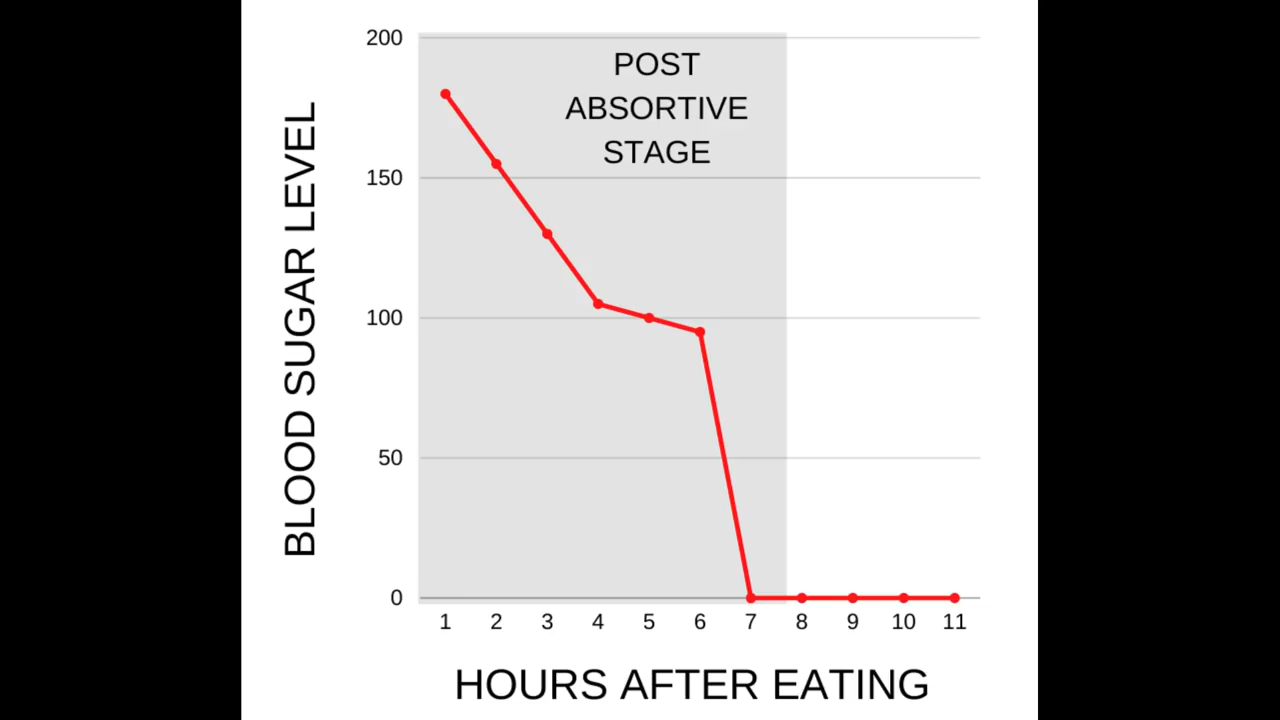 POST
ABSORTIVE
STAGE
BLOOD SUGAR LEVEL
200
150
100
50
0
1 2 3 4 5 6 7 8 9 10 11
HOURS AFTER EATING